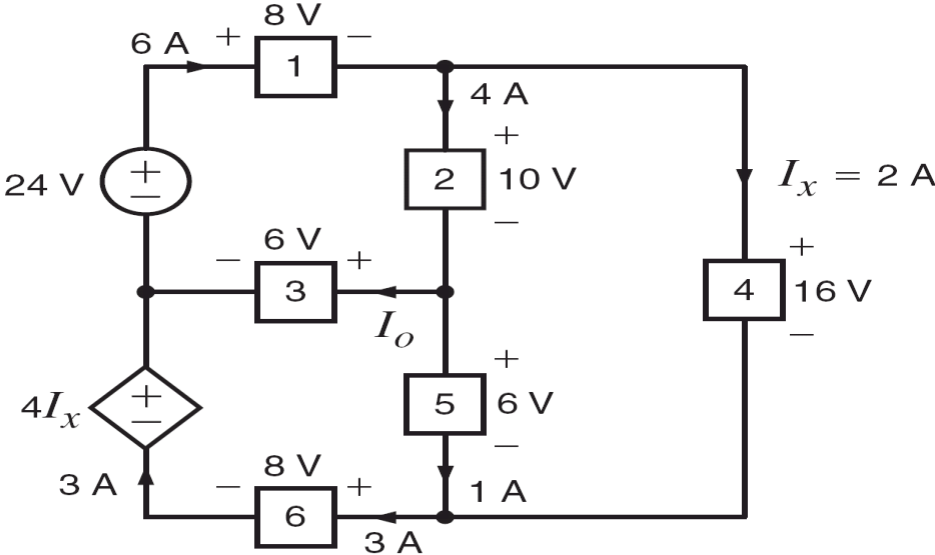 8 V
6 A + 1 −
4 A
24 V + − + 2 10 V − I_x = 2 A
6 V
− 3 + + 4 16 V −
I_o
4I_x + − + 5 6 V −
3 A 8 V 1 A
− 6 +
3 A